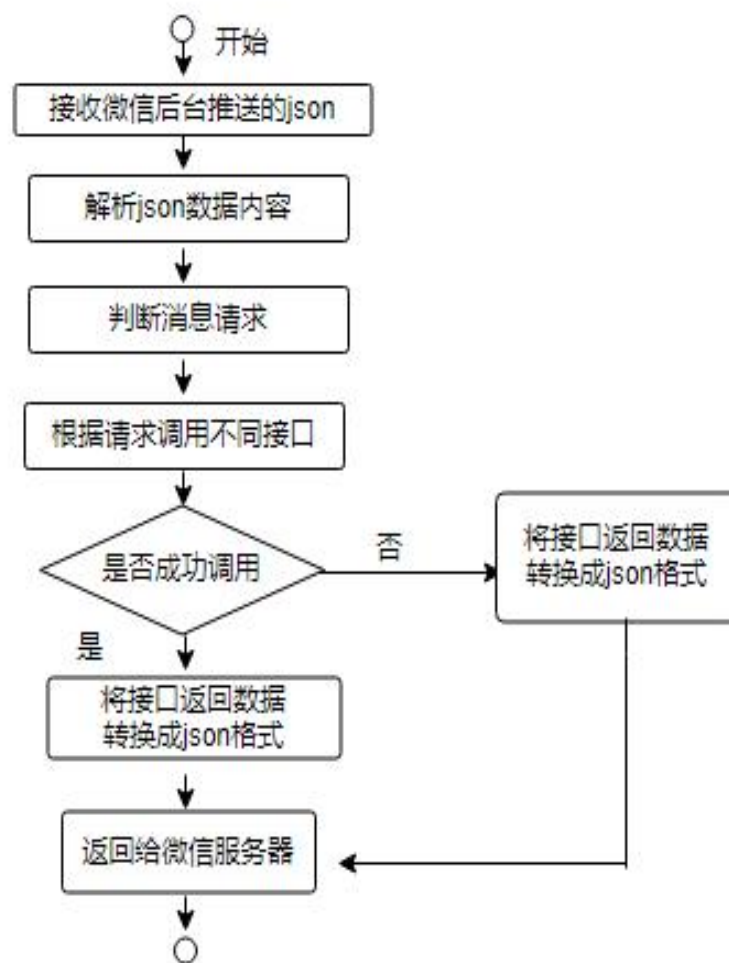 开始
接收微信后台推送的json
解析json数据内容
判断消息请求
根据请求调用不同接口
是否成功调用
否
将接口返回数据
转换成json格式
是
将接口返回数据
转换成json格式
返回给微信服务器